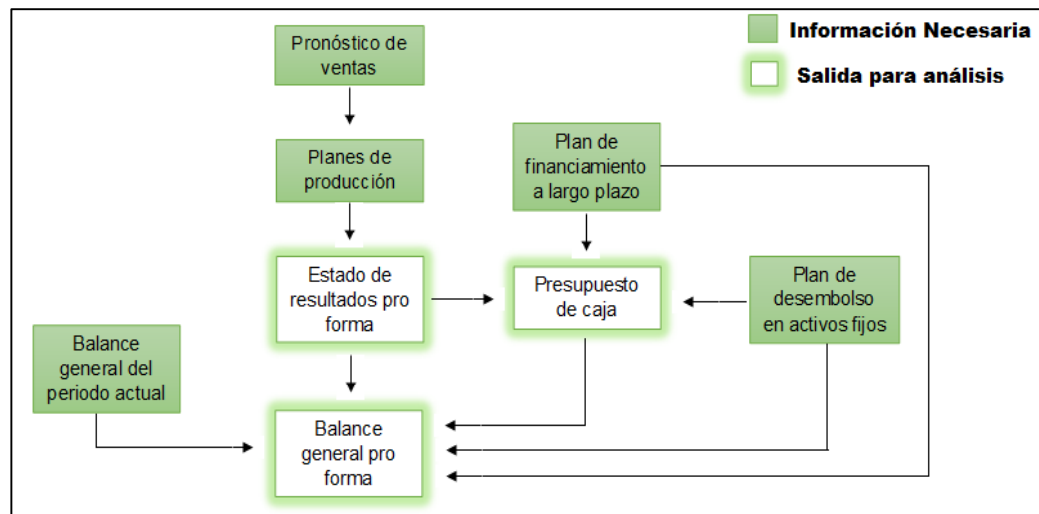 Pronóstico de
ventas
Información Necesaria
Salida para análisis
Planes de
producción
Plan de
financiamiento
a largo plazo
Estado de
resultados pro
forma
Presupuesto
de caja
Plan de
desembolso
en activos fijos
Balance
general del
periodo actual
Balance
general pro
forma